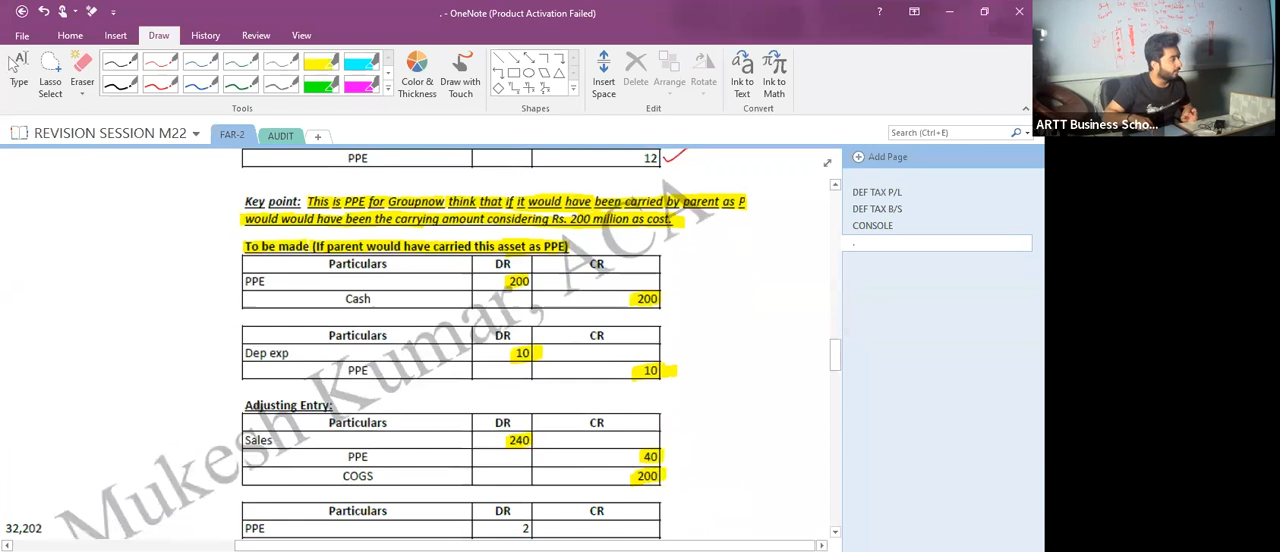 . - OneNote (Product Activation Failed)
File Home Insert Draw History Review View
Type
Lasso Select
Eraser
Color & Thickness
Draw with Touch
Insert Space
Delete
Arrange
Rotate
Ink to Text
Ink to Math
Tools Shapes Edit Convert
REVISION SESSION M22 FAR-2 AUDIT Search (Ctrl+E)
ARTT Business Scho...
Add Page
DEF TAX P/L
DEF TAX B/S
CONSOLE
.
PPE 12
Key point: This is PPE for Groupnow think that if it would have been carried by parent as P
would would have been the carrying amount considering Rs. 200 million as cost.
To be made (If parent would have carried this asset as PPE)
Particulars DR CR
PPE 200
Cash 200
Particulars DR CR
Dep exp 10
PPE 10
Adjusting Entry:
Particulars DR CR
Sales 240
PPE 40
COGS 200
Particulars DR CR
PPE 2
32,202
Mukesh Kumar, ACA